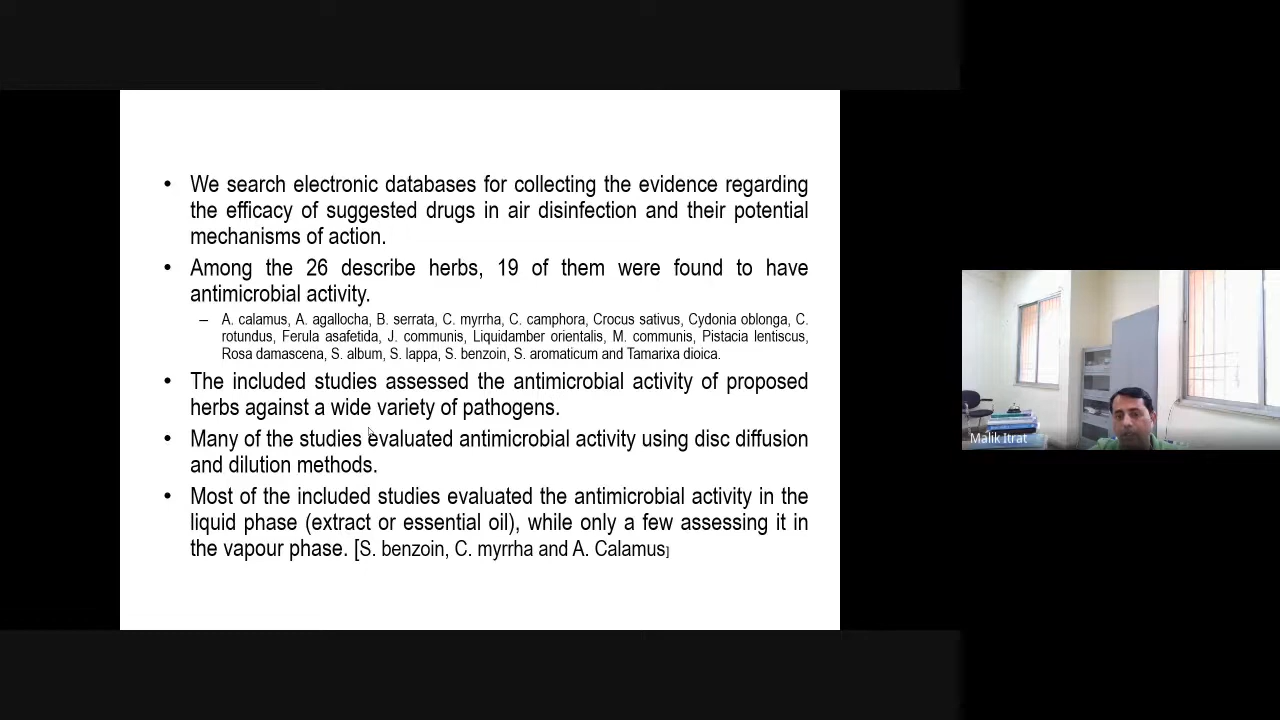 • We search electronic databases for collecting the evidence regarding
the efficacy of suggested drugs in air disinfection and their potential
mechanisms of action.
• Among the 26 describe herbs, 19 of them were found to have
antimicrobial activity.
– A. calamus, A. agallocha, B. serrata, C. myrrha, C. camphora, Crocus sativus, Cydonia oblonga, C.
rotundus, Ferula asafetida, J. communis, Liquidamber orientalis, M. communis, Pistacia lentiscus,
Rosa damascena, S. album, S. lappa, S. benzoin, S. aromaticum and Tamarixa dioica.
• The included studies assessed the antimicrobial activity of proposed
herbs against a wide variety of pathogens.
• Many of the studies evaluated antimicrobial activity using disc diffusion
and dilution methods.
• Most of the included studies evaluated the antimicrobial activity in the
liquid phase (extract or essential oil), while only a few assessing it in
the vapour phase. [S. benzoin, C. myrrha and A. Calamus]
Malik Itrat